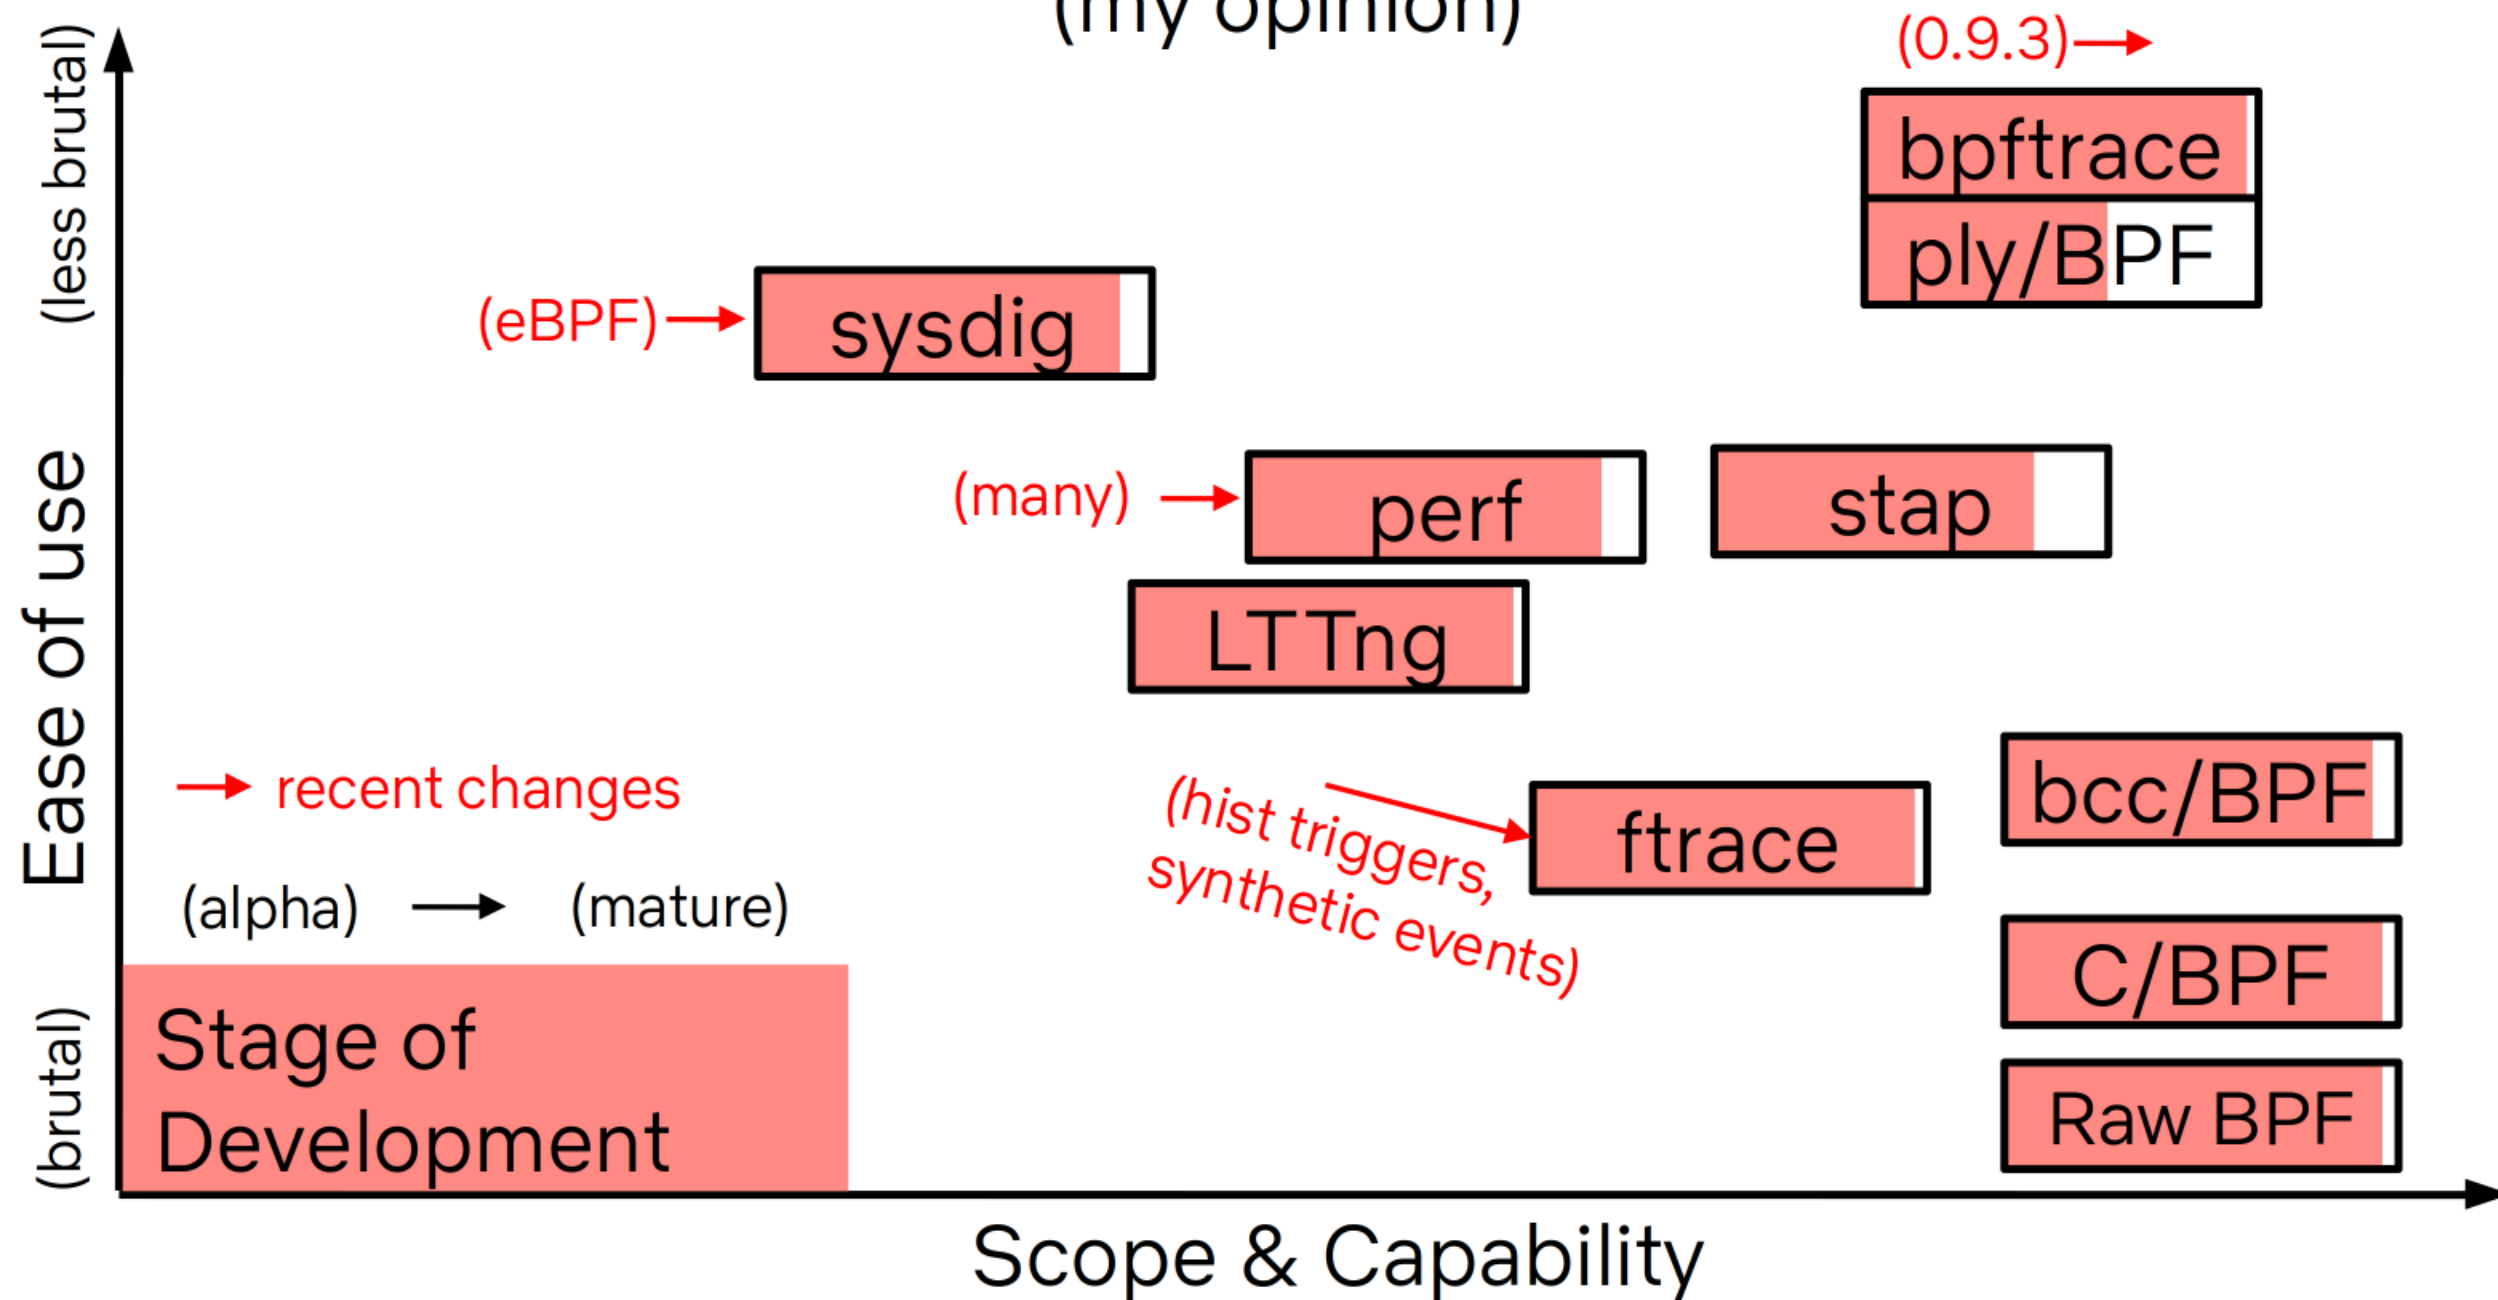 (my opinion)
(less brutal)
(0.9.3)
bpftrace
ply/BPF
(eBPF)
sysdig
Ease of use
(many)
perf
stap
LTTng
recent changes
(hist triggers,
synthetic events)
ftrace
bcc/BPF
(alpha)
(mature)
C/BPF
(brutal)
Stage of
Development
Raw BPF
Scope & Capability